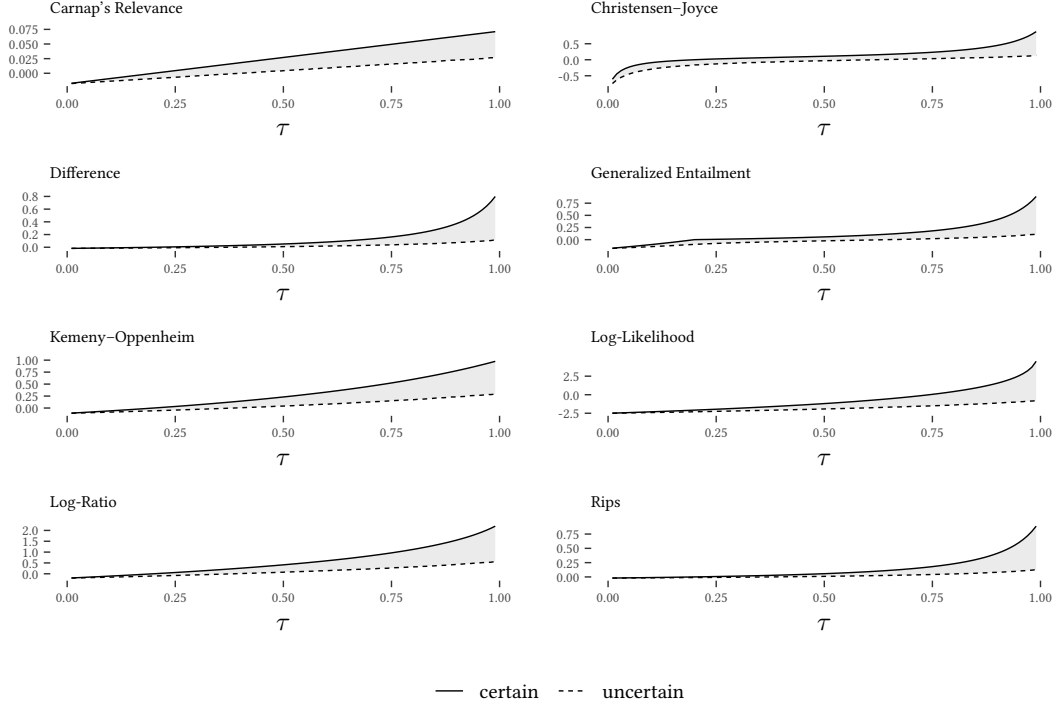 Carnap's Relevance
0.075
0.050
0.025
0.000
0.00 0.25 0.50 0.75 1.00
τ
Christensen–Joyce
0.5
0.0
-0.5
0.00 0.25 0.50 0.75 1.00
τ
Difference
0.8
0.6
0.4
0.2
0.0
0.00 0.25 0.50 0.75 1.00
τ
Generalized Entailment
0.75
0.50
0.25
0.00
0.00 0.25 0.50 0.75 1.00
τ
Kemeny–Oppenheim
1.00
0.75
0.50
0.25
0.00
0.00 0.25 0.50 0.75 1.00
τ
Log-Likelihood
2.5
0.0
-2.5
0.00 0.25 0.50 0.75 1.00
τ
Log-Ratio
2.0
1.5
1.0
0.5
0.0
0.00 0.25 0.50 0.75 1.00
τ
Rips
0.75
0.50
0.25
0.00
0.00 0.25 0.50 0.75 1.00
τ
certain uncertain